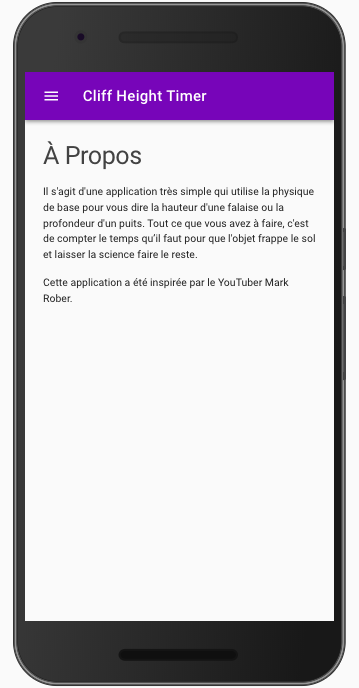 Cliff Height Timer
À Propos
Il s'agit d'une application très simple qui utilise la physique
de base pour vous dire la hauteur d'une falaise ou la
profondeur d'un puits. Tout ce que vous avez à faire, c'est
de compter le temps qu'il faut pour que l'objet frappe le sol
et laisser la science faire le reste.
Cette application a été inspirée par le YouTuber Mark
Rober.